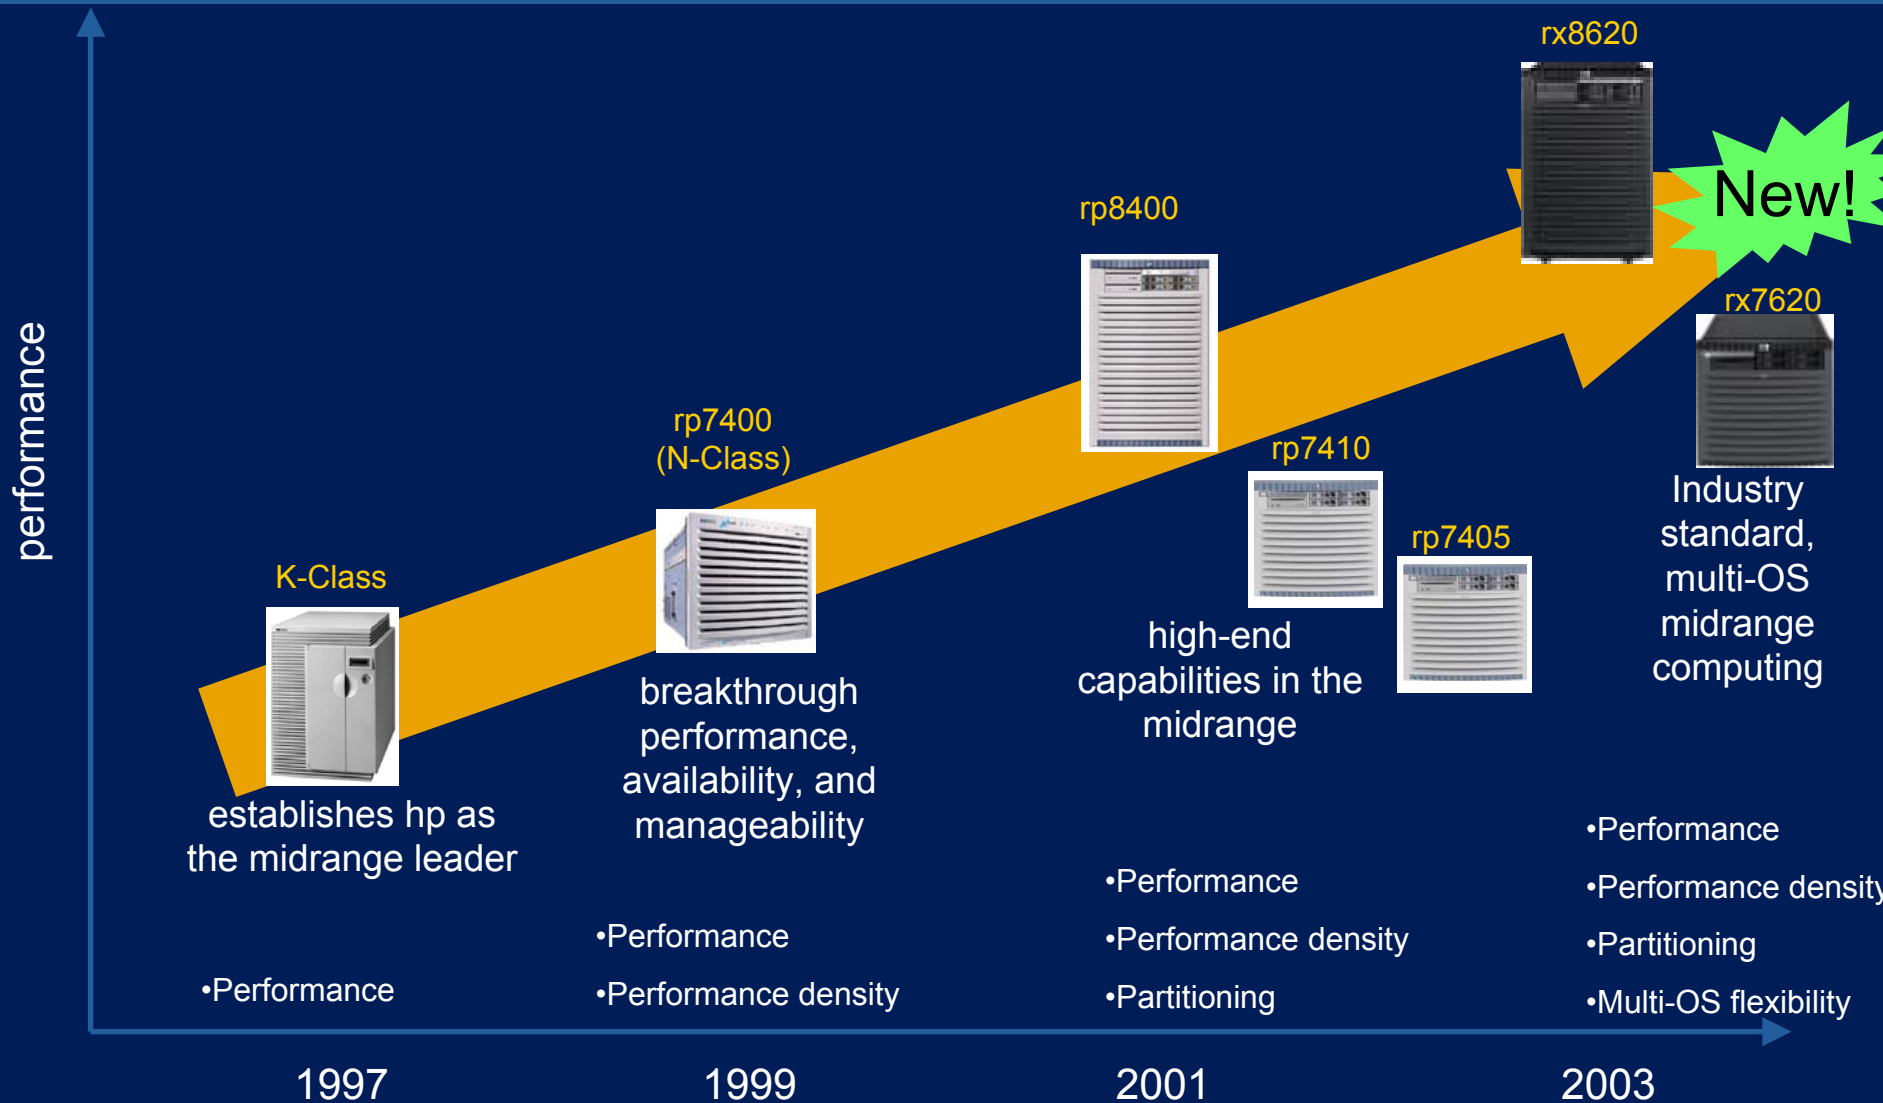 performance
K-Class
establishes hp as
the midrange leader
•Performance
1997
rp7400
(N-Class)
breakthrough
performance,
availability, and
manageability
•Performance
•Performance density
1999
rp8400
rp7410
rp7405
high-end
capabilities in the
midrange
•Performance
•Performance density
•Partitioning
2001
rx8620
New!
rx7620
Industry
standard,
multi-OS
midrange
computing
•Performance
•Performance density
•Partitioning
•Multi-OS flexibility
2003